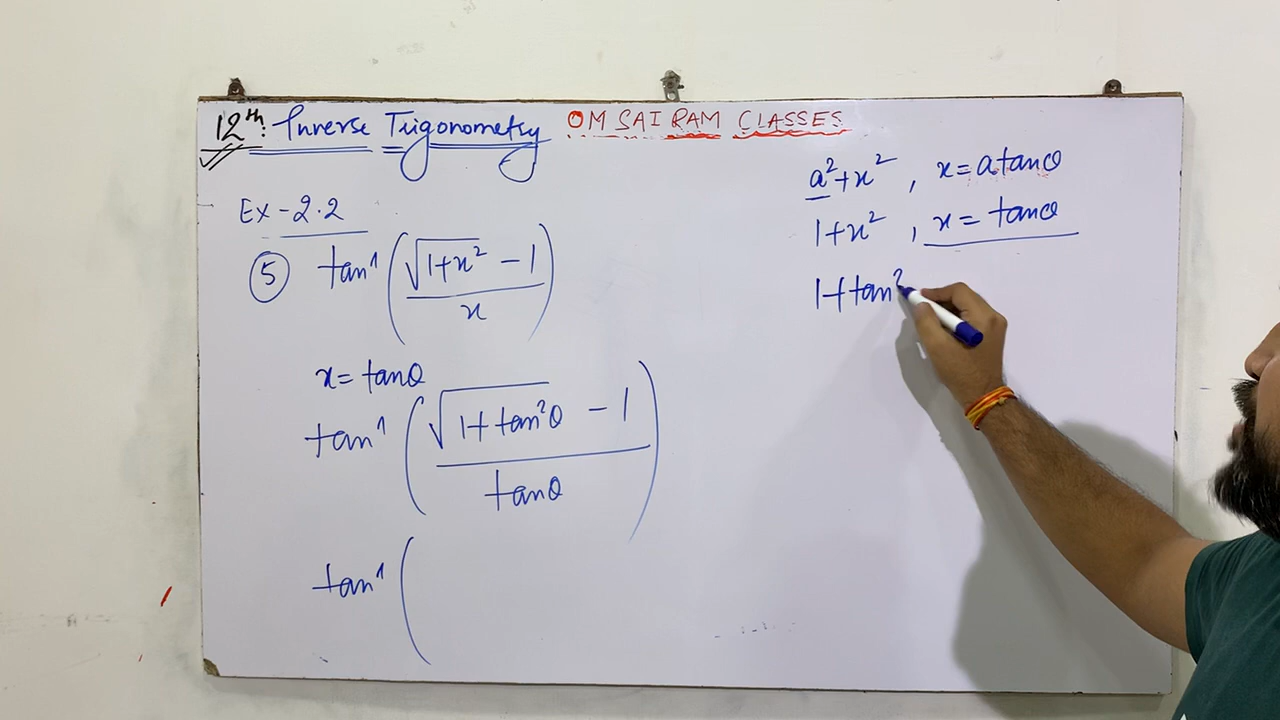 12th: Inverse Trigonometry OM SAI RAM CLASSES
Ex-2.2
⑤ tan⁻¹ ( (√(1+x²) - 1) / x )
x = tanθ
tan⁻¹ ( (√(1+tan²θ) - 1) / tanθ )
tan⁻¹ (
a²+x² , x = a tanθ
1+x² , x = tanθ
1+tan²